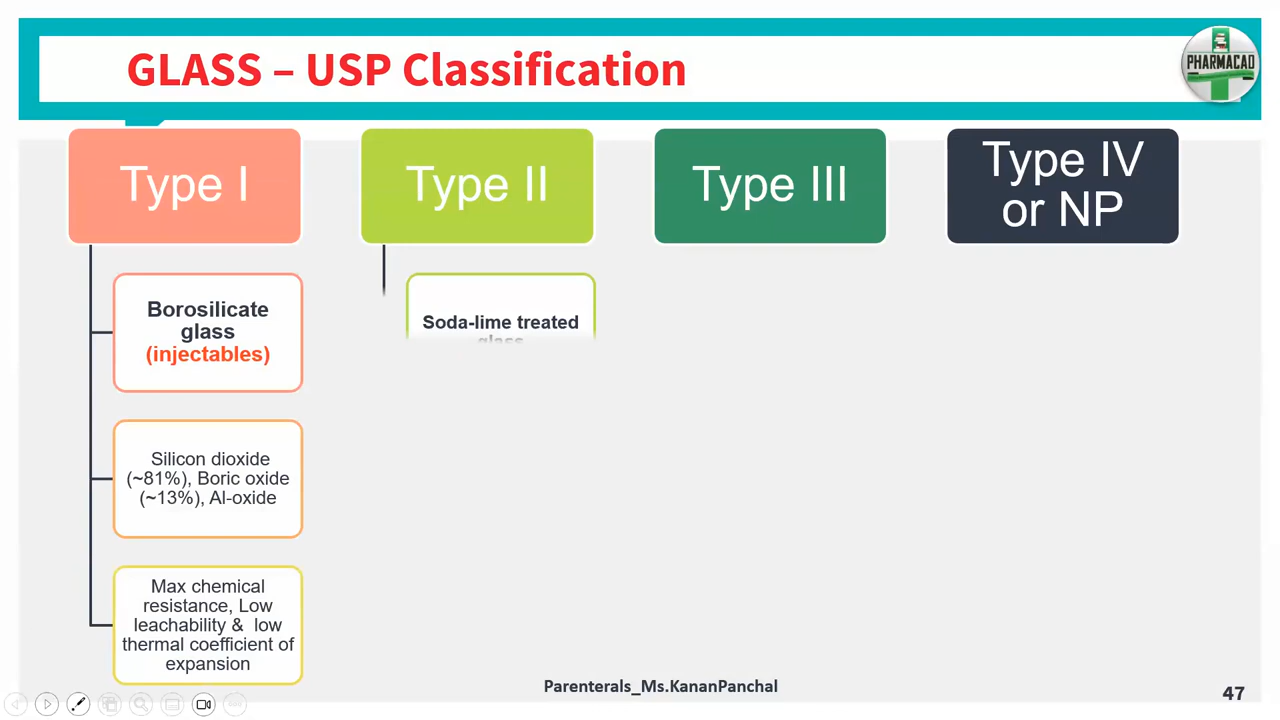 GLASS – USP Classification
PHARMACAD
Type I
Type II
Type III
Type IV
or NP
Borosilicate
glass
(injectables)
Soda-lime treated
glass
Silicon dioxide
(~81%), Boric oxide
(~13%), Al-oxide
Max chemical
resistance, Low
leachability & low
thermal coefficient of
expansion
Parenterals_Ms.KananPanchal
47